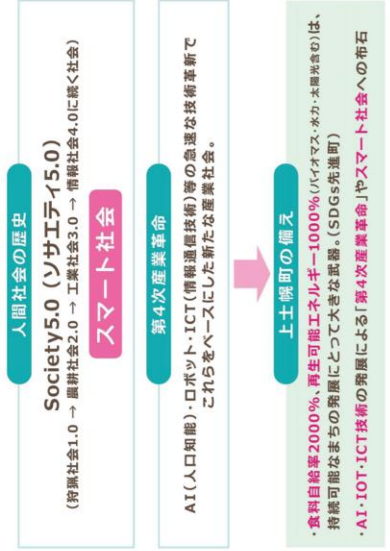 人間社会の歴史
Society5.0 (ソサエティ5.0)
(狩猟社会1.0 → 農耕社会2.0 → 工業社会3.0 → 情報社会4.0に続く社会)
スマート社会
第4次産業革命
AI(人口知能)・ロボット・ICT(情報通信技術)等の急速な技術革新で
これらをベースにした新たな産業社会。
上士幌町の備え
・食料自給率2000%、再生可能エネルギー1000%(バイオマス・水力・太陽光含む)は、
持続可能なまちの発展にとって大きな武器。(SDGs先進町)
・AI・IOT・ICT技術の発展による「第4次産業革命」やスマート社会への布石